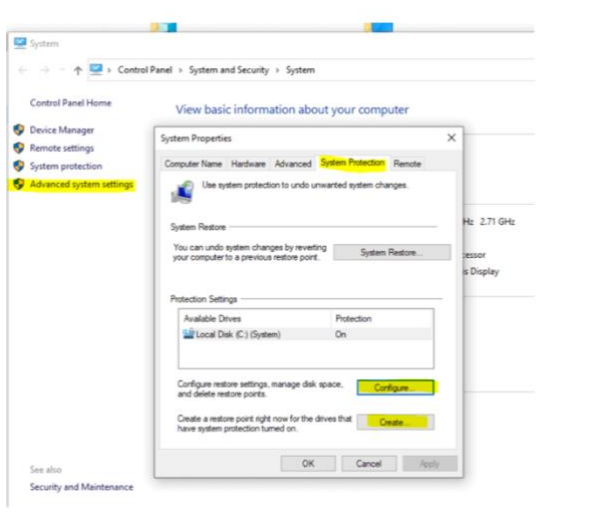 System
Control Panel > System and Security > System
Control Panel Home
View basic information about your computer
Device Manager
Remote settings
System protection
Advanced system settings
System Properties
Computer Name Hardware Advanced System Protection Remote
Use system protection to undo unwanted system changes.
System Restore
You can undo system changes by reverting
your computer to a previous restore point.
System Restore...
Protection Settings
Available Drives Protection
Local Disk (C:) (System) On
Configure restore settings, manage disk space,
and delete restore points.
Configure...
Create a restore point right now for the drives that
have system protection turned on.
Create...
OK Cancel Apply
Hz 2.71 GHz
essor
s Display
See also
Security and Maintenance